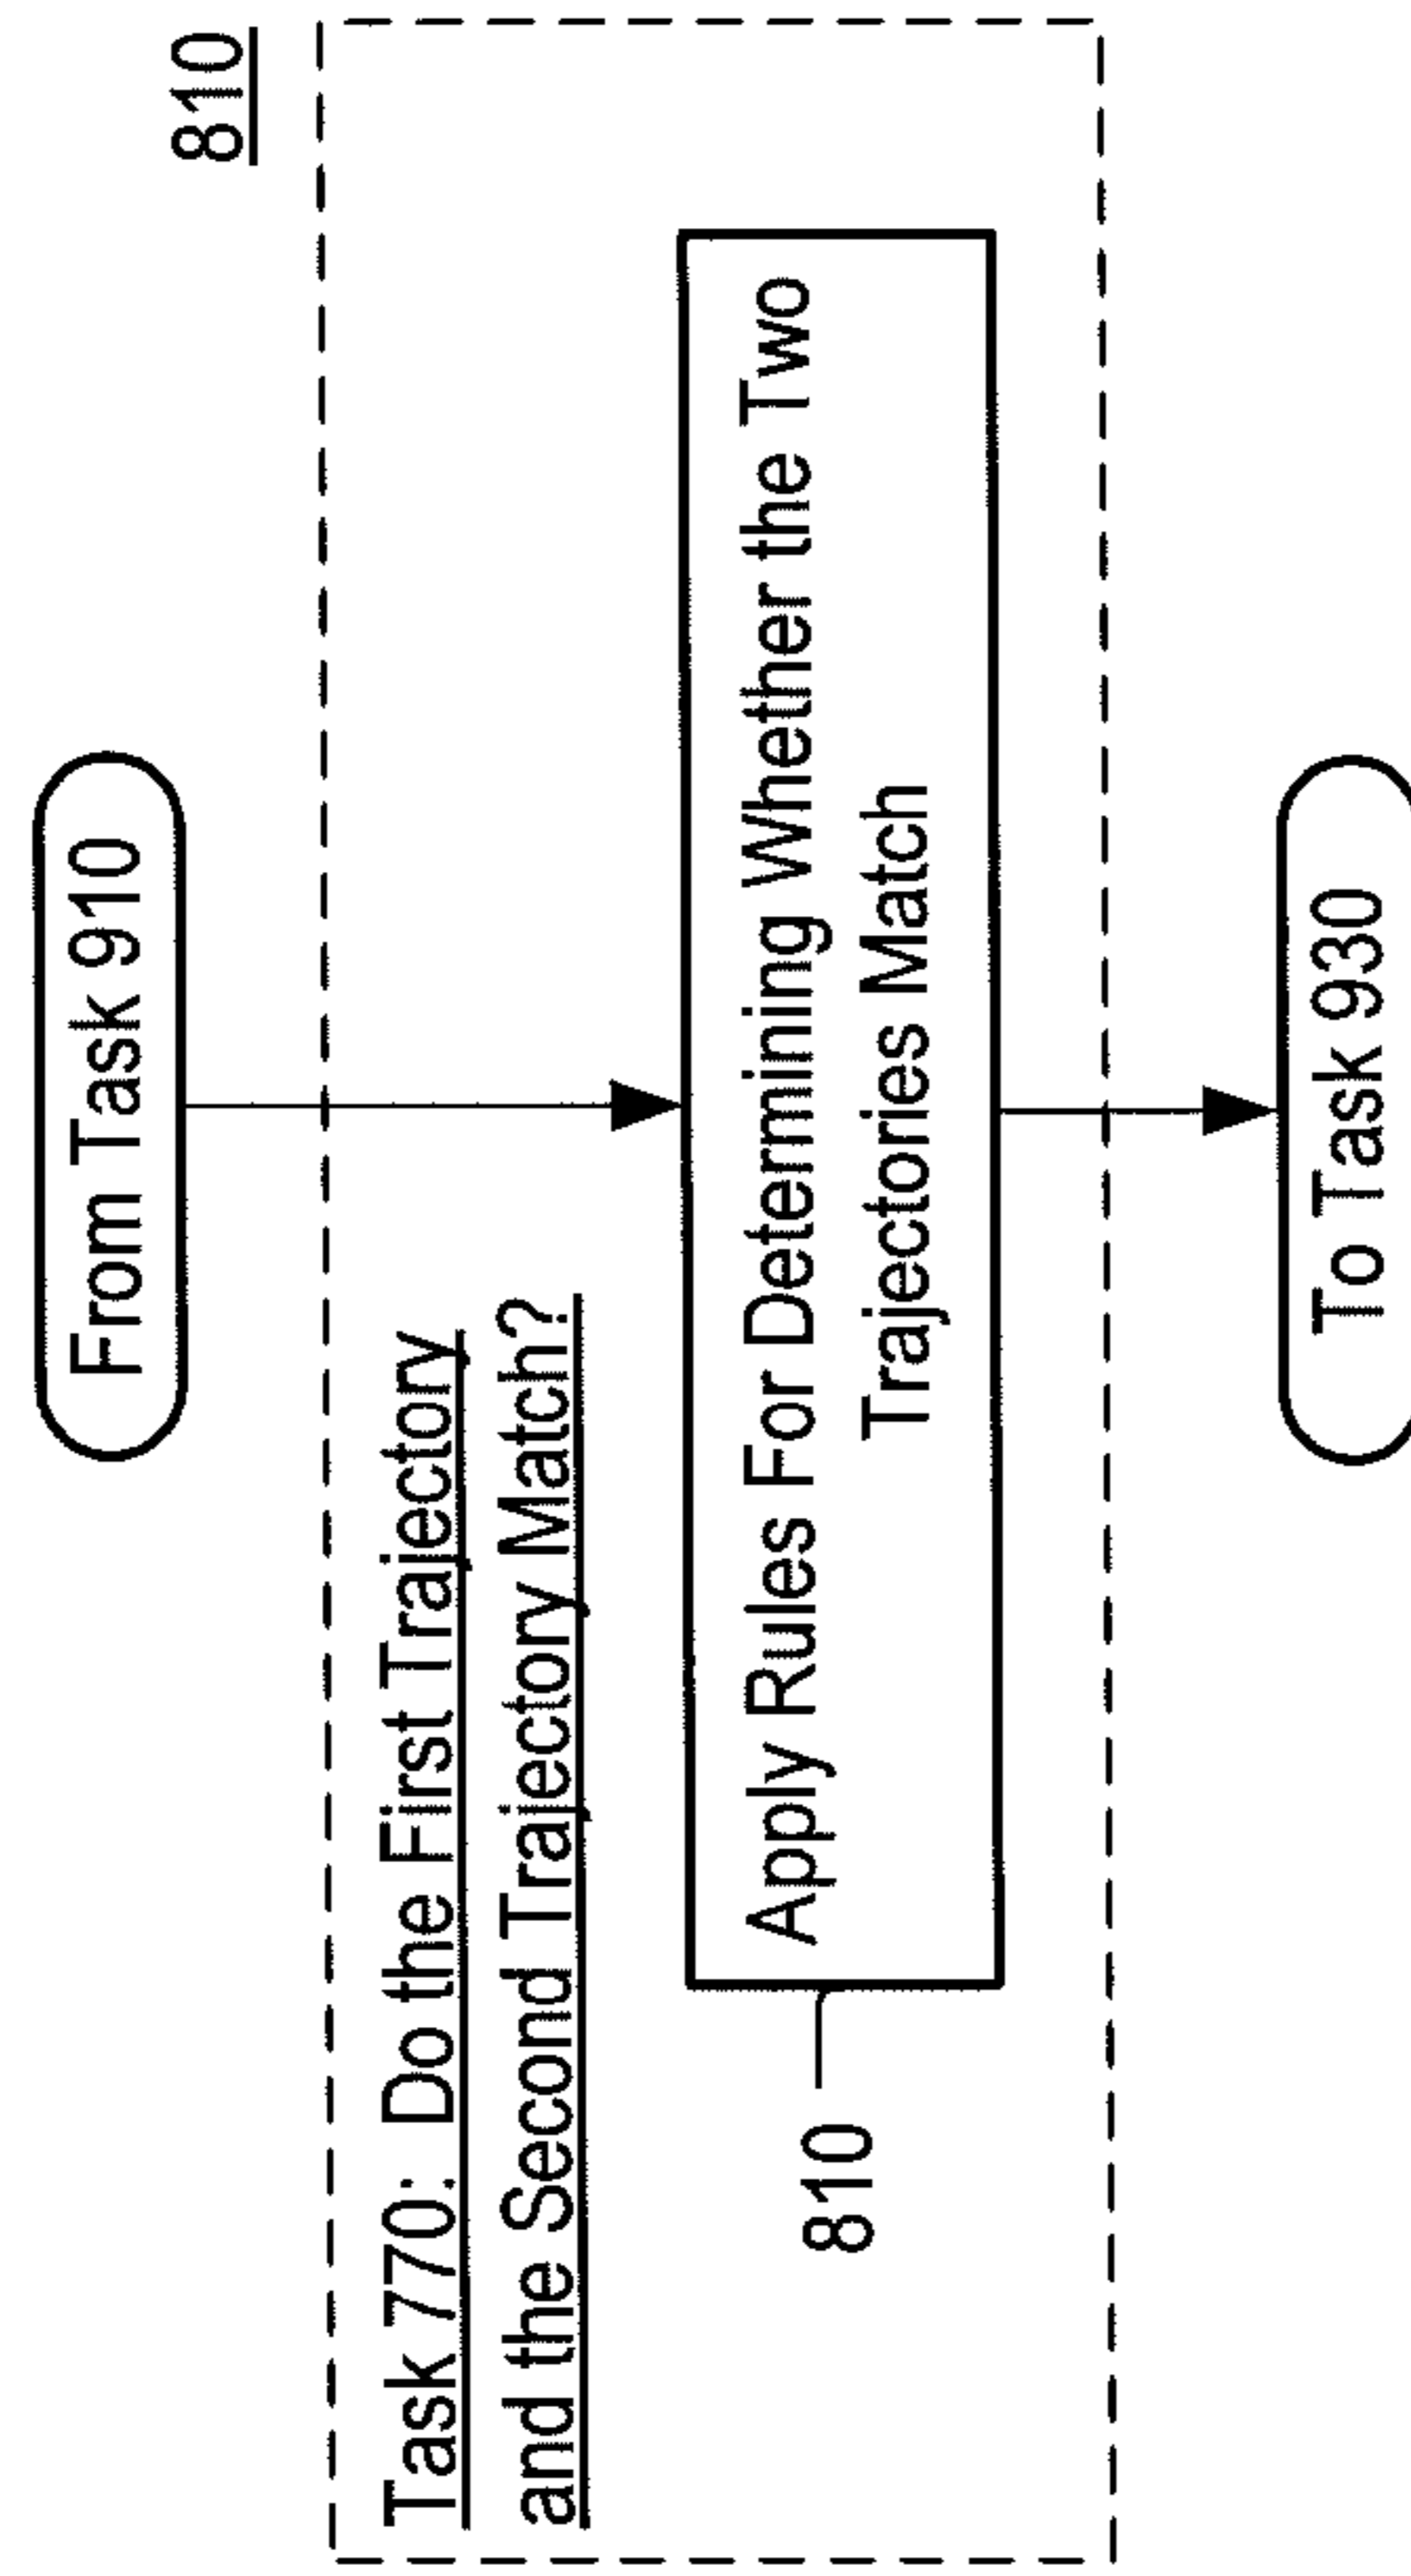 810
From Task 910
Task 770: Do the First Trajectory
and the Second Trajectory Match?
Apply Rules For Determining Whether the Two
Trajectories Match
810
To Task 930